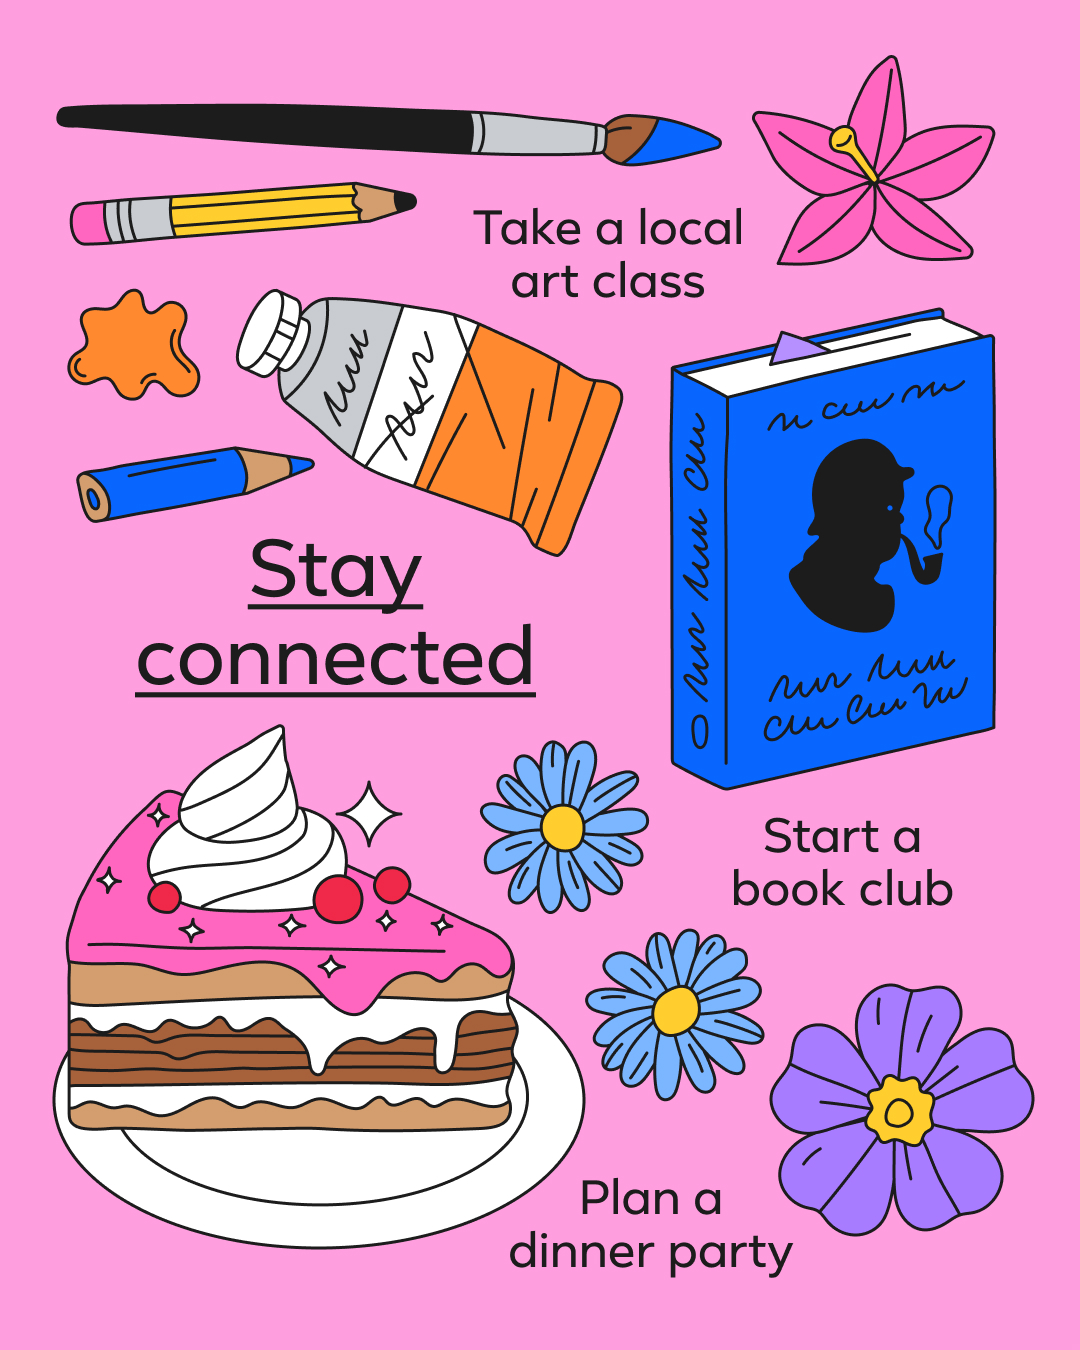 Take a local
art class
Stay
connected
Start a
book club
Plan a
dinner party